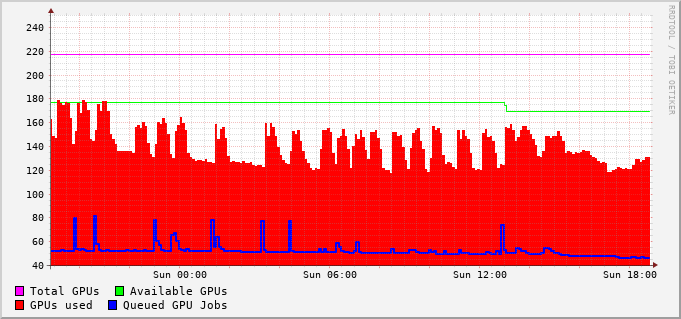 240
220
200
180
160
140
120
100
80
60
40
Sun 00:00 Sun 06:00 Sun 12:00 Sun 18:00
Total GPUs Available GPUs
GPUs used Queued GPU Jobs
RRDTOOL / TOBI OETIKER